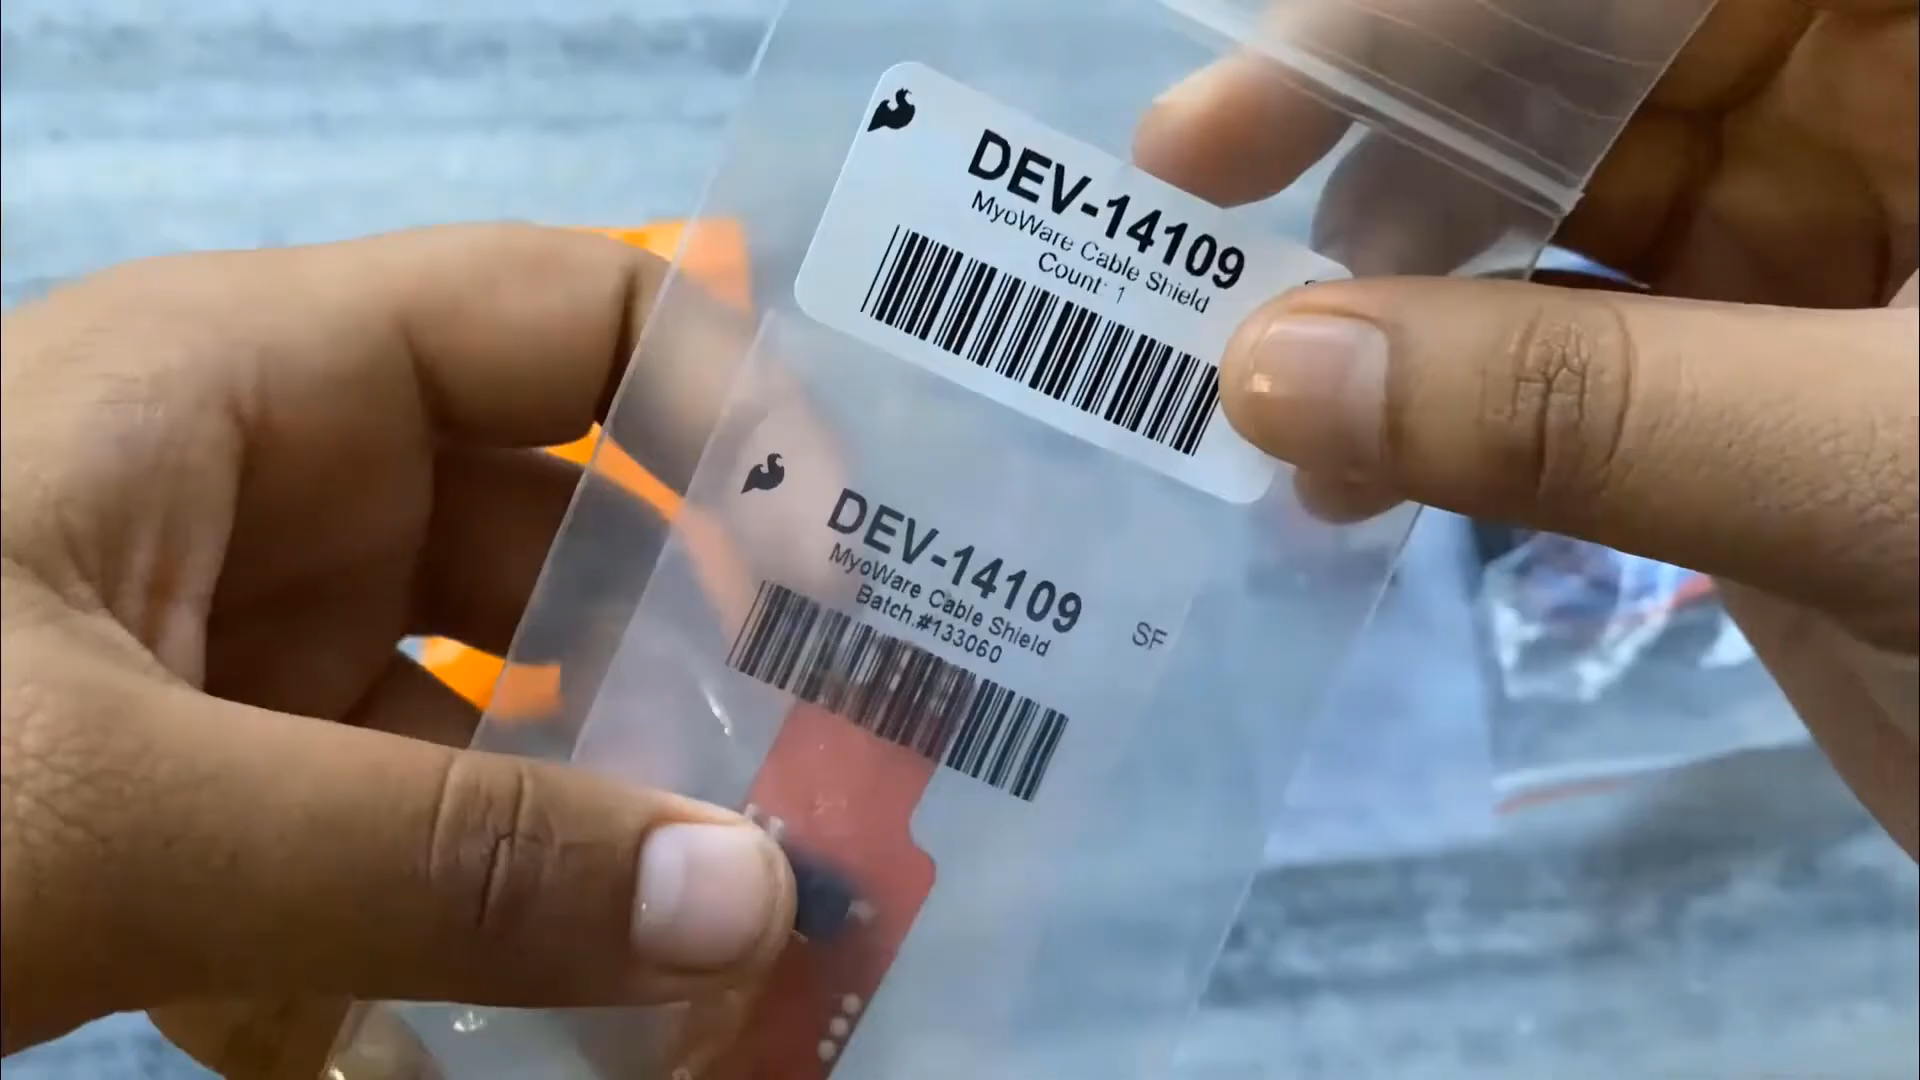 DEV-14109
MyoWare Cable Shield
Count: 1
DEV-14109
MyoWare Cable Shield
Batch.#133060
SF